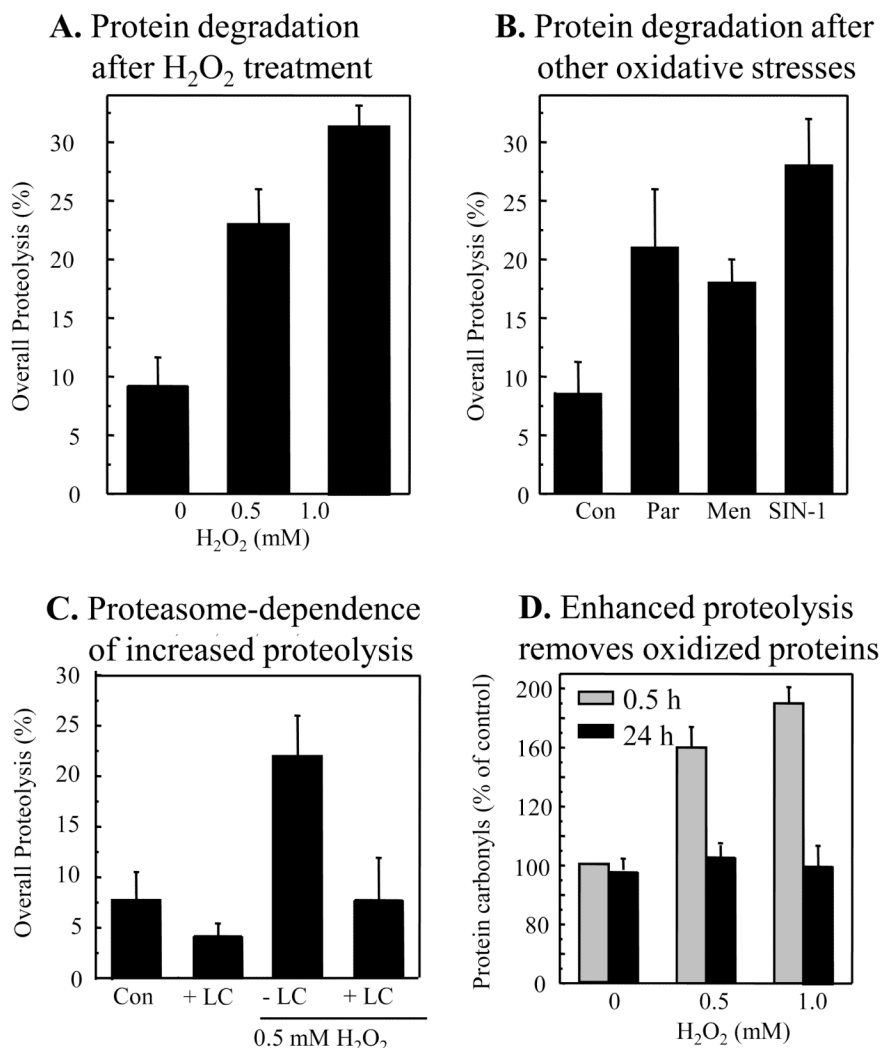 A. Protein degradation
after H₂O₂ treatment
Overall Proteolysis (%)
30
25
20
15
10
5
0
0 0.5 1.0
H₂O₂ (mM)
B. Protein degradation after
other oxidative stresses
Overall Proteolysis (%)
30
25
20
15
10
5
0
Con Par Men SIN-1
C. Proteasome-dependence
of increased proteolysis
Overall Proteolysis (%)
30
25
20
15
10
5
0
Con + LC - LC + LC
0.5 mM H₂O₂
D. Enhanced proteolysis
removes oxidized proteins
Protein carbonyls (% of control)
200
160
120
100
80
0
0.5 h
24 h
0 0.5 1.0
H₂O₂ (mM)